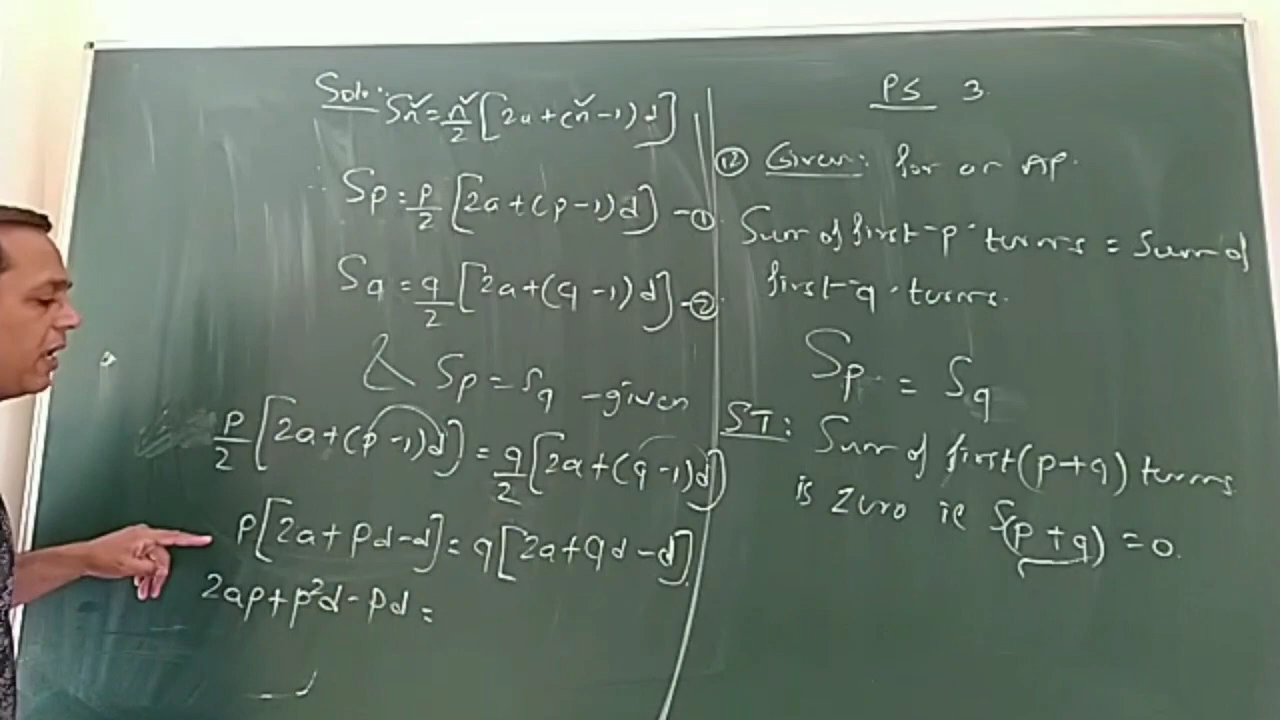 PS 3
⑫ Given: for an AP.
Sum of first p terms = Sum of
first q terms.
Sp = Sq
ST: Sum of first (p+q) terms
is zero ie S(p+q) = 0.
Soln: Sn = n/2 [2a+(n-1)d]
∴ Sp = p/2 [2a+(p-1)d] -①
Sq = q/2 [2a+(q-1)d] -②
& Sp = Sq -given
p/2 [2a+(p-1)d] = q/2 [2a+(q-1)d]
p[2a+pd-d] = q[2a+qd-d]
2ap+p²d-pd =